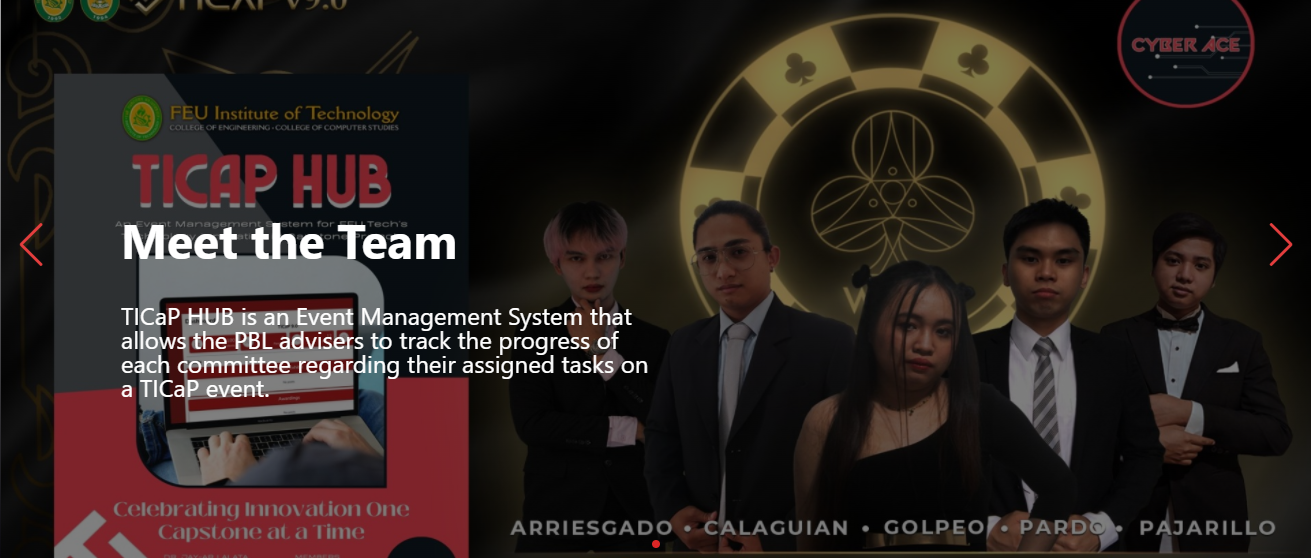 TICAP V9.0
CYBER ACE
FEU Institute of Technology
COLLEGE OF ENGINEERING - COLLEGE OF COMPUTER STUDIES
TICAP HUB
An Event Management System for FEU Tech's
Meet the Team
TICaP HUB is an Event Management System that
allows the PBL advisers to track the progress of
each committee regarding their assigned tasks on
a TICaP event.
Celebrating Innovation One
Capstone at a Time
ARRIESGADO • CALAGUIAN • GOLPEO • PARDO • PAJARILLO